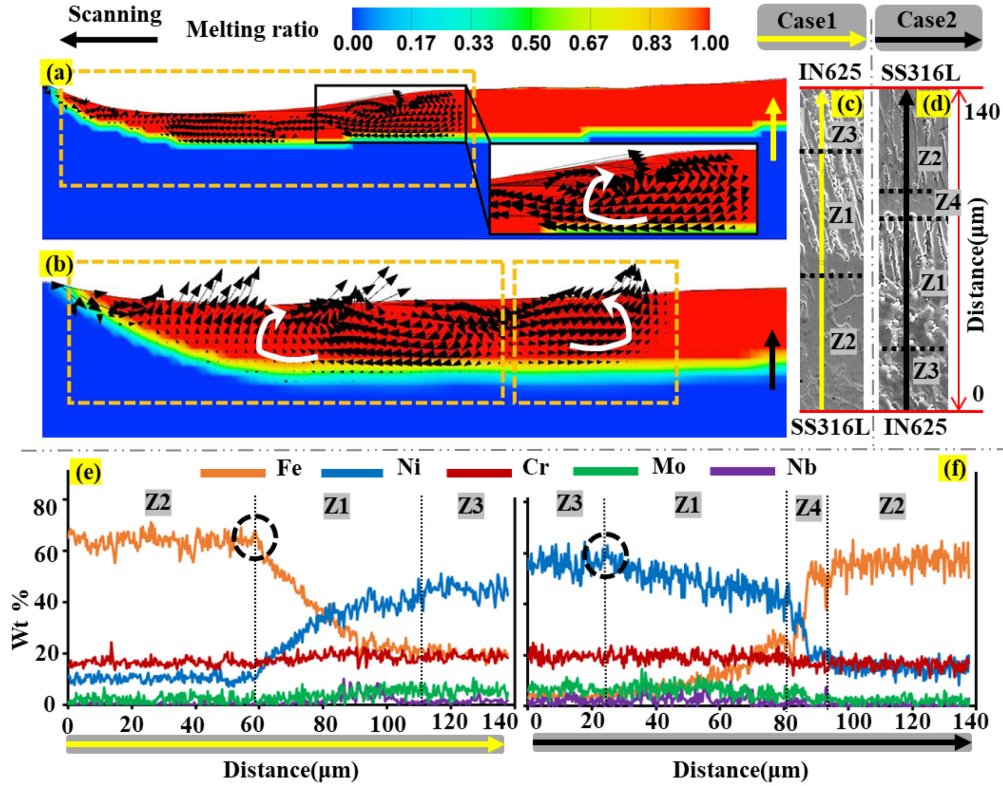 Scanning
Melting ratio
0.00 0.17 0.33 0.50 0.67 0.83 1.00
Case1 Case2
IN625 SS316L
(a)
(b)
(c) (d)
140
Z3
Z2
Z4
Z1
Z1
Z2
Z3
Distance(μm)
0
SS316L IN625
(e) Fe Ni Cr Mo Nb (f)
Z2 Z1 Z3
Z3 Z1 Z4 Z2
Wt %
80
60
40
20
0
0 20 40 60 80 100 120 140
0 20 40 60 80 100 120 140
Distance(μm)
Distance(μm)